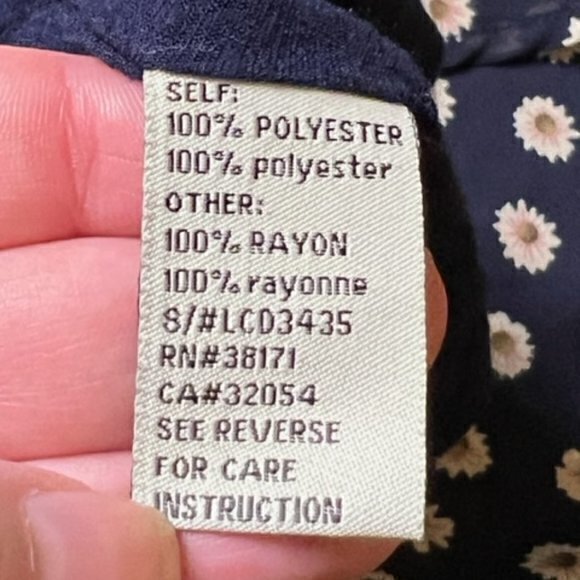 SELF:
100% POLYESTER
100% polyester
OTHER:
100% RAYON
100% rayonne
S/#LCD3435
RN#38171
CA#32054
SEE REVERSE
FOR CARE
INSTRUCTION